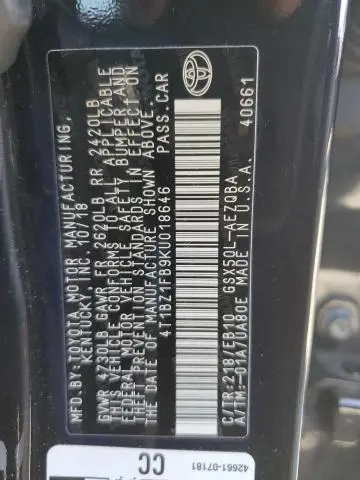 MFD. BY: TOYOTA MOTOR MANUFACTURING,
KENTUCKY, INC. 10/18
GVWR 4730LB GAWR FR 2620LB RR 2420LB
THIS VEHICLE CONFORMS TO ALL APPLICABLE
FEDERAL MOTOR VEHICLE SAFETY, BUMPER, AND
THEFT PREVENTION STANDARDS IN EFFECT ON
THE DATE OF MANUFACTURE SHOWN ABOVE.
4T1BZ1FB9KU018646 PASS. CAR
C/TR:218/EB10 GSX50L-AEZQBA
A/TM:-01A/UA80E MADE IN U.S.A. 40661
42661-07181
CC